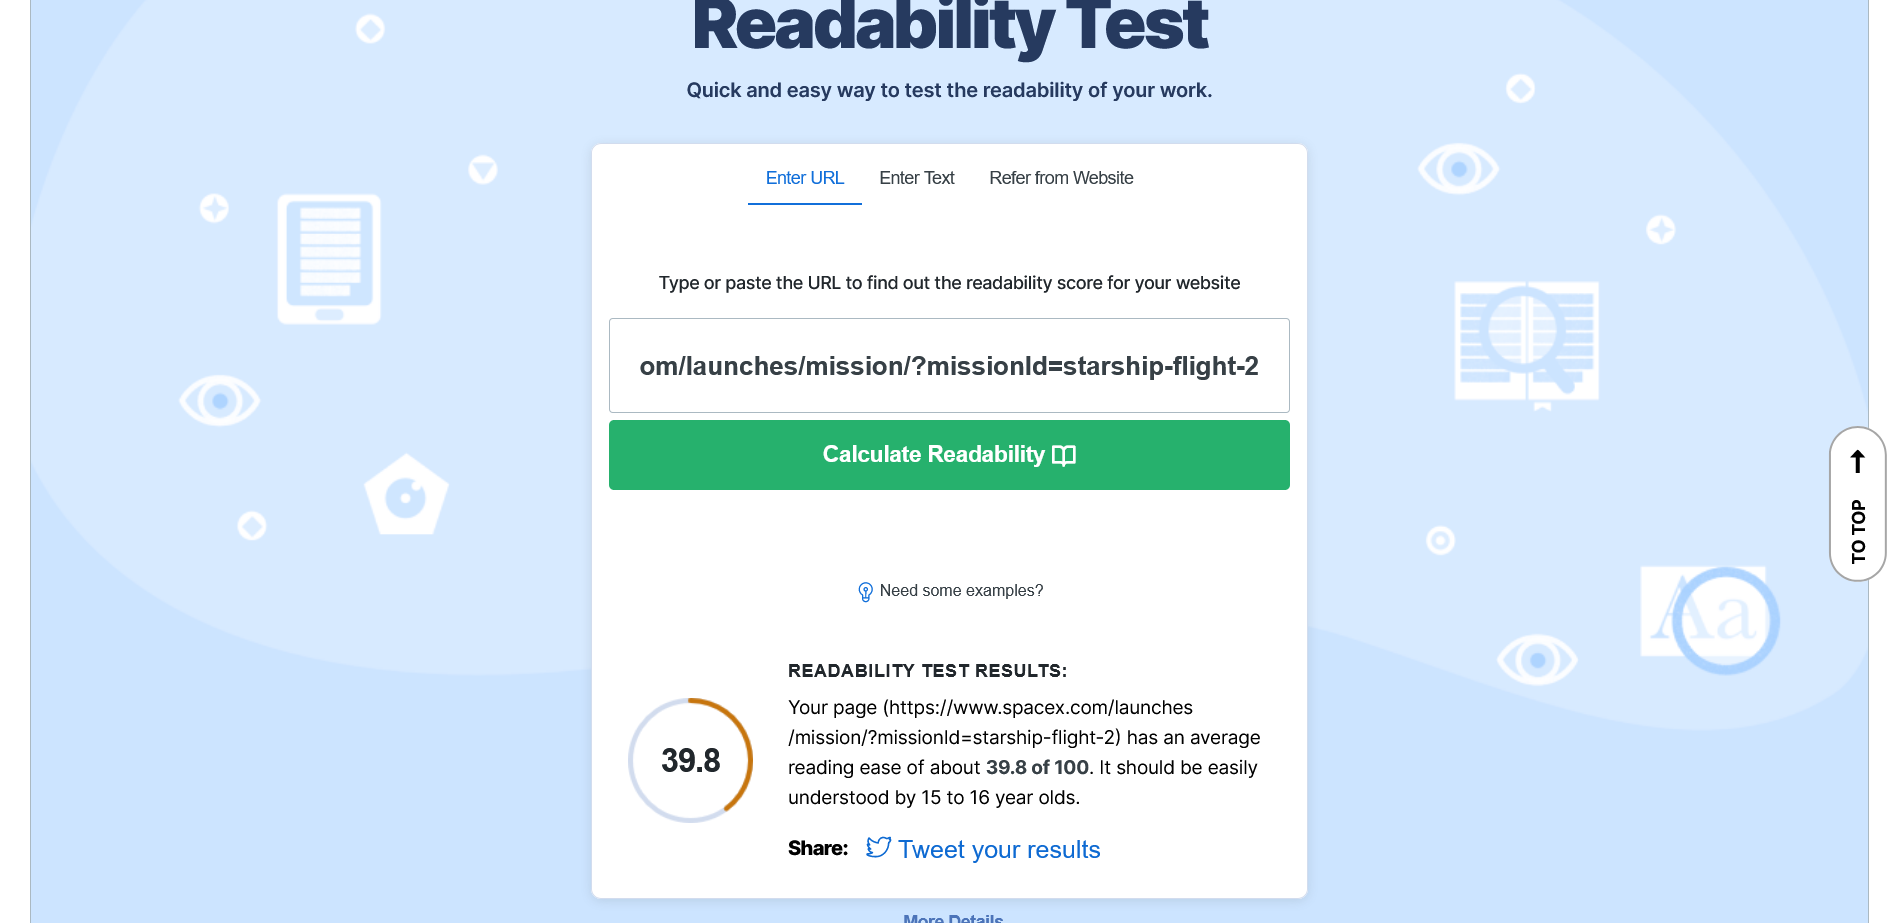 Readability Test
Quick and easy way to test the readability of your work.
Enter URL Enter Text Refer from Website
Type or paste the URL to find out the readability score for your website
om/launches/mission/?missionId=starship-flight-2
Calculate Readability
Need some examples?
READABILITY TEST RESULTS:
Your page (https://www.spacex.com/launches
/mission/?missionId=starship-flight-2) has an average
reading ease of about 39.8 of 100. It should be easily
understood by 15 to 16 year olds.
39.8
Share: Tweet your results
More Details
TO TOP
Aa